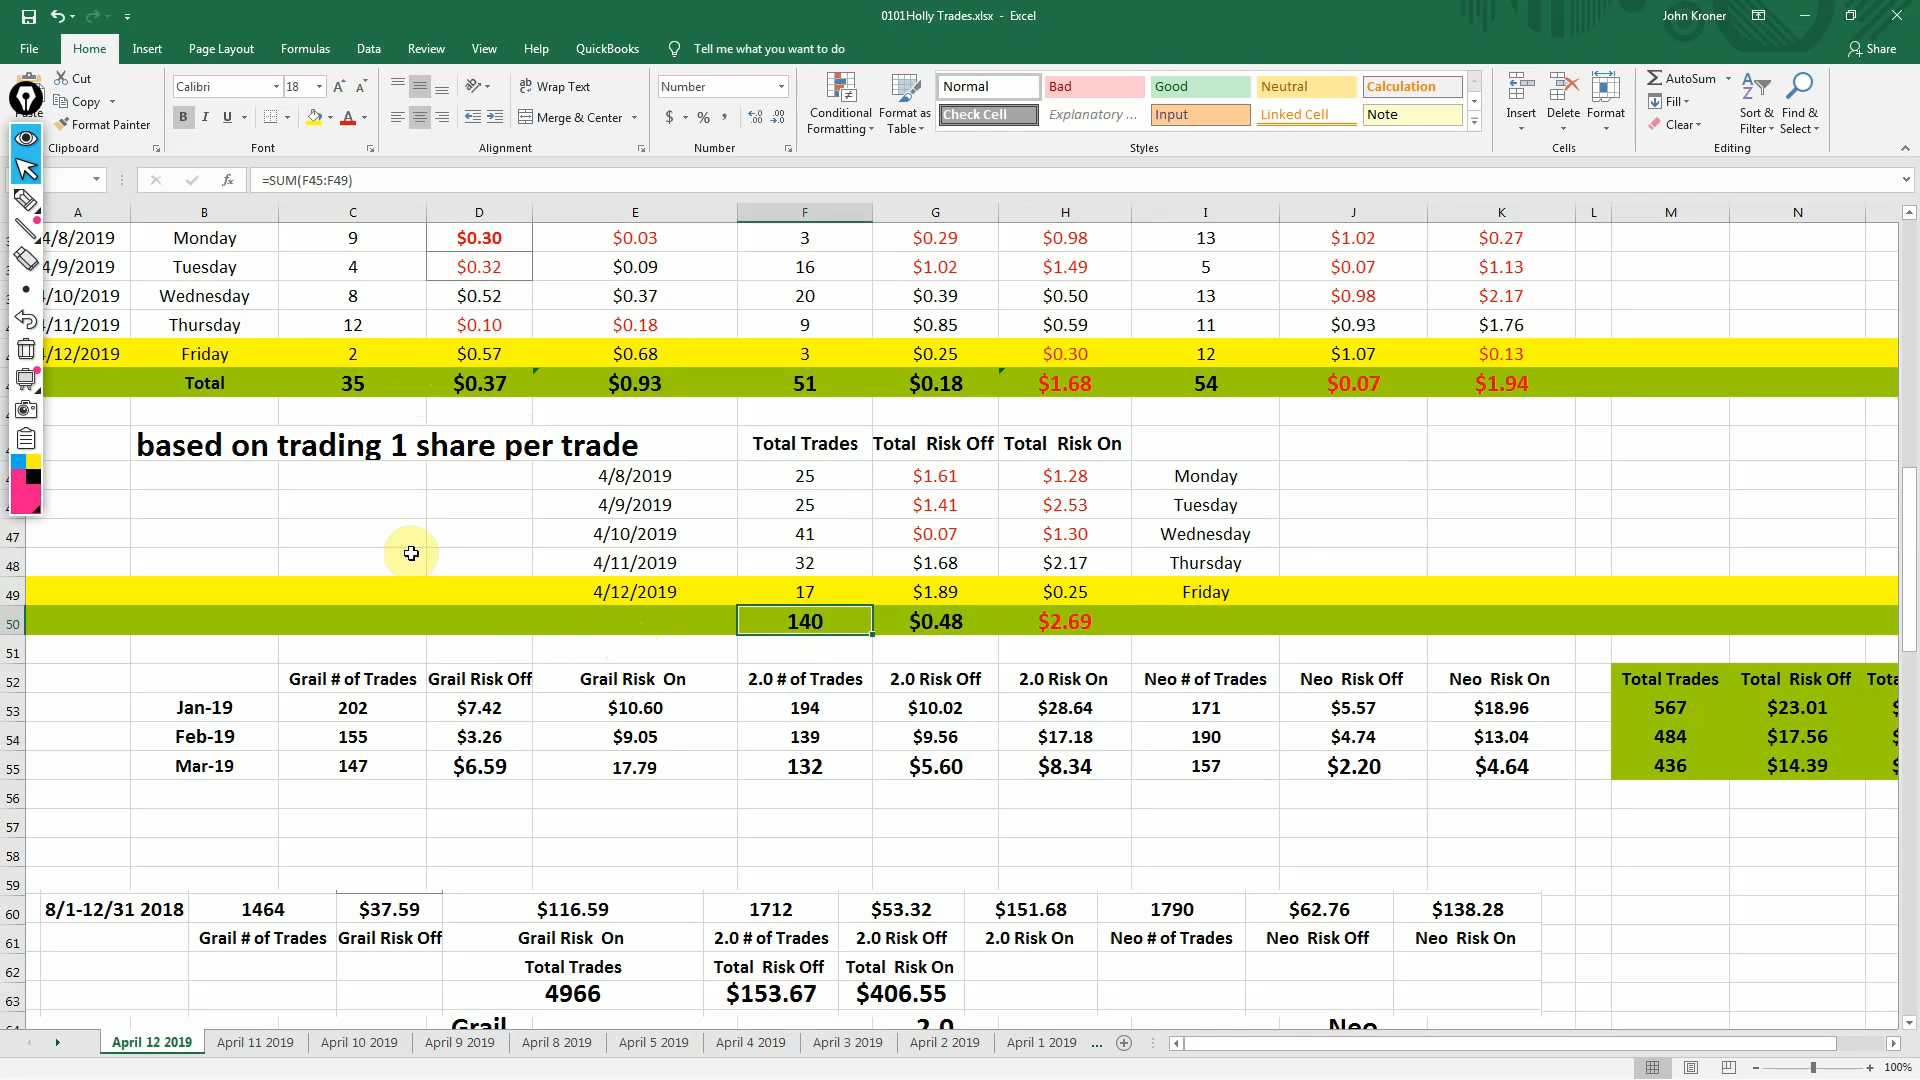 0101Holly Trades.xlsx - Excel
John Kroner
File Home Insert Page Layout Formulas Data Review View Help QuickBooks Tell me what you want to do Share
Cut
Copy
Format Painter
Clipboard
Calibri 18
B I U
Font
Wrap Text
Merge & Center
Alignment
Number
$ % ,
Number
Conditional Formatting
Format as Table
Normal Bad Good Neutral Calculation
Check Cell Explanatory ... Input Linked Cell Note
Styles
Insert Delete Format
Cells
AutoSum
Fill
Clear
Sort & Filter
Find & Select
Editing
=SUM(F45:F49)
A B C D E F G H I J K L M N
4/8/2019 Monday 9 $0.30 $0.03 3 $0.29 $0.98 13 $1.02 $0.27
4/9/2019 Tuesday 4 $0.32 $0.09 16 $1.02 $1.49 5 $0.07 $1.13
/10/2019 Wednesday 8 $0.52 $0.37 20 $0.39 $0.50 13 $0.98 $2.17
/11/2019 Thursday 12 $0.10 $0.18 9 $0.85 $0.59 11 $0.93 $1.76
/12/2019 Friday 2 $0.57 $0.68 3 $0.25 $0.30 12 $1.07 $0.13
Total 35 $0.37 $0.93 51 $0.18 $1.68 54 $0.07 $1.94
based on trading 1 share per trade Total Trades Total Risk Off Total Risk On
4/8/2019 25 $1.61 $1.28 Monday
4/9/2019 25 $1.41 $2.53 Tuesday
47 4/10/2019 41 $0.07 $1.30 Wednesday
48 4/11/2019 32 $1.68 $2.17 Thursday
49 4/12/2019 17 $1.89 $0.25 Friday
50 140 $0.48 $2.69
51
52 Grail # of Trades Grail Risk Off Grail Risk On 2.0 # of Trades 2.0 Risk Off 2.0 Risk On Neo # of Trades Neo Risk Off Neo Risk On Total Trades Total Risk Off Tota
53 Jan-19 202 $7.42 $10.60 194 $10.02 $28.64 171 $5.57 $18.96 567 $23.01
54 Feb-19 155 $3.26 $9.05 139 $9.56 $17.18 190 $4.74 $13.04 484 $17.56
55 Mar-19 147 $6.59 17.79 132 $5.60 $8.34 157 $2.20 $4.64 436 $14.39
56
57
58
59
60 8/1-12/31 2018 1464 $37.59 $116.59 1712 $53.32 $151.68 1790 $62.76 $138.28
61 Grail # of Trades Grail Risk Off Grail Risk On 2.0 # of Trades 2.0 Risk Off 2.0 Risk On Neo # of Trades Neo Risk Off Neo Risk On
62 Total Trades Total Risk Off Total Risk On
63 4966 $153.67 $406.55
Grail 2.0 Neo
April 12 2019 April 11 2019 April 10 2019 April 9 2019 April 8 2019 April 5 2019 April 4 2019 April 3 2019 April 2 2019 April 1 2019 ...
100%